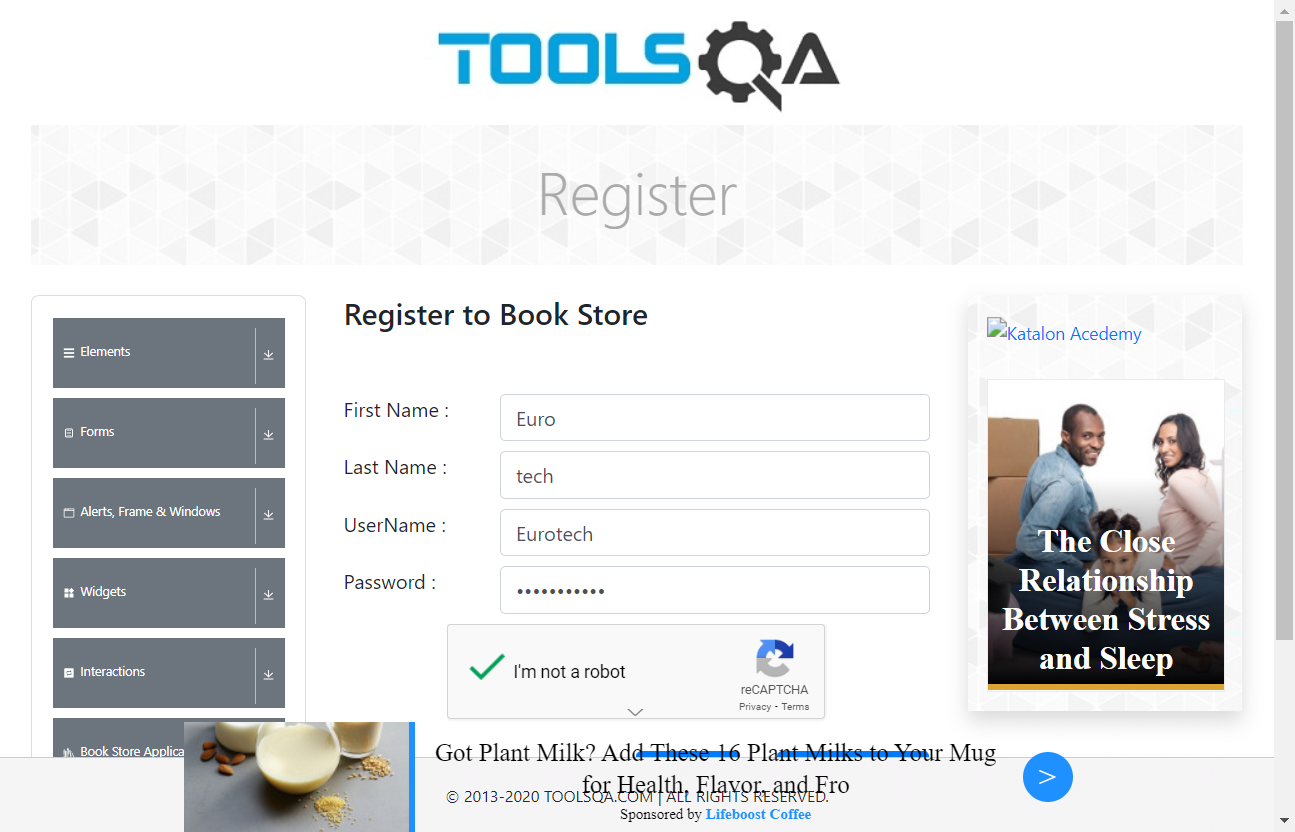 TOOLSQA
Register
Elements
Forms
Alerts, Frame & Windows
Widgets
Interactions
Book Store Applica
Register to Book Store
First Name :
Euro
Last Name :
tech
UserName :
Eurotech
Password :
•••••••••••
I'm not a robot
reCAPTCHA
Privacy - Terms
Katalon Acedemy
The Close
Relationship
Between Stress
and Sleep
Got Plant Milk? Add These 16 Plant Milks to Your Mug
for Health, Flavor, and Fro
© 2013-2020 TOOLSQA.COM | ALL RIGHTS RESERVED.
Sponsored by Lifeboost Coffee
>